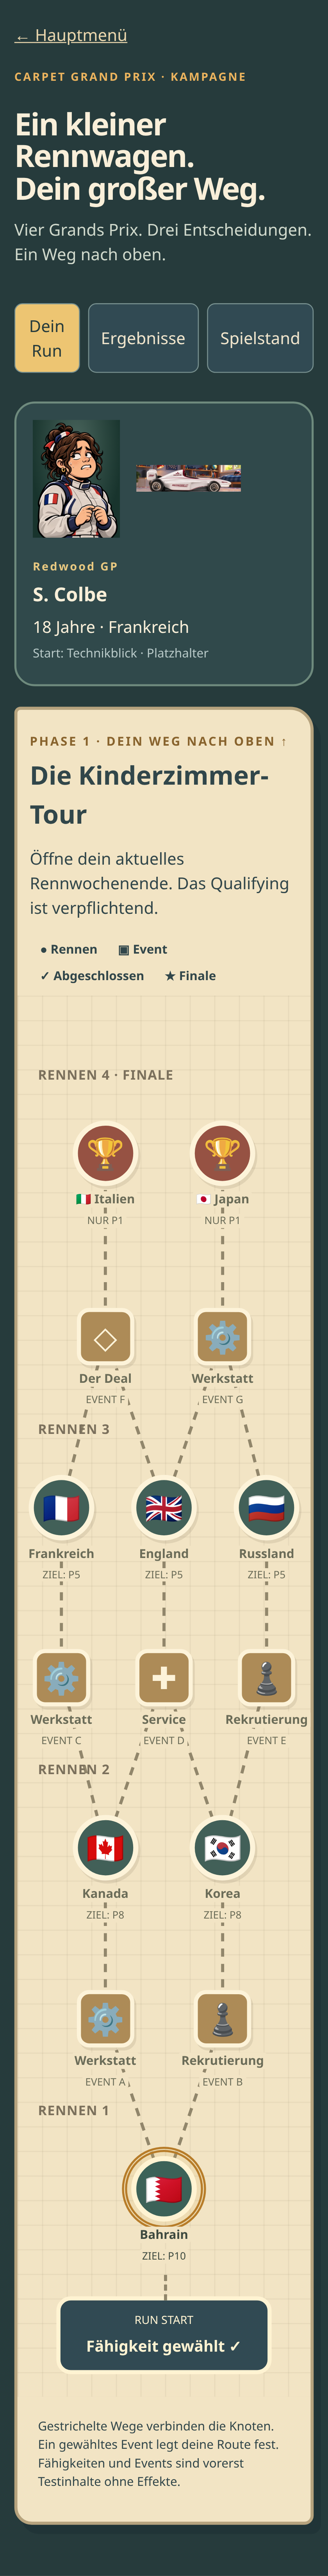 ← Hauptmenü
CARPET GRAND PRIX · KAMPAGNE
Ein kleiner
Rennwagen.
Dein großer Weg.
Vier Grands Prix. Drei Entscheidungen.
Ein Weg nach oben.
Dein
Run
Ergebnisse
Spielstand
Redwood GP
S. Colbe
18 Jahre · Frankreich
Start: Technikblick · Platzhalter
PHASE 1 · DEIN WEG NACH OBEN ↑
Die Kinderzimmer-
Tour
Öffne dein aktuelles
Rennwochenende. Das Qualifying
ist verpflichtend.
● Rennen ▣ Event
✓ Abgeschlossen ★ Finale
RENNEN 4 · FINALE
Italien Japan
NUR P1 NUR P1
Der Deal Werkstatt
EVENT F EVENT G
RENNEN 3
Frankreich England Russland
ZIEL: P5 ZIEL: P5 ZIEL: P5
Werkstatt Service Rekrutierung
EVENT C EVENT D EVENT E
RENNEN 2
Kanada Korea
ZIEL: P8 ZIEL: P8
Werkstatt Rekrutierung
EVENT A EVENT B
RENNEN 1
Bahrain
ZIEL: P10
RUN START
Fähigkeit gewählt ✓
Gestrichelte Wege verbinden die Knoten.
Ein gewähltes Event legt deine Route fest.
Fähigkeiten und Events sind vorerst
Testinhalte ohne Effekte.